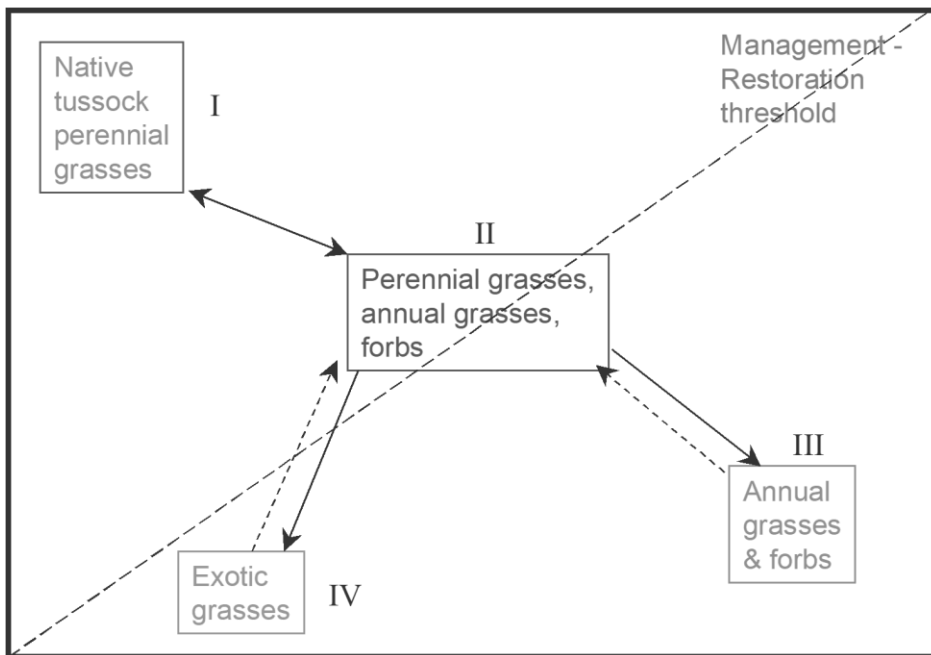 Native
tussock
perennial
grasses
I
Management -
Restoration
threshold
II
Perennial grasses,
annual grasses,
forbs
III
Annual
grasses
& forbs
Exotic
grasses
IV